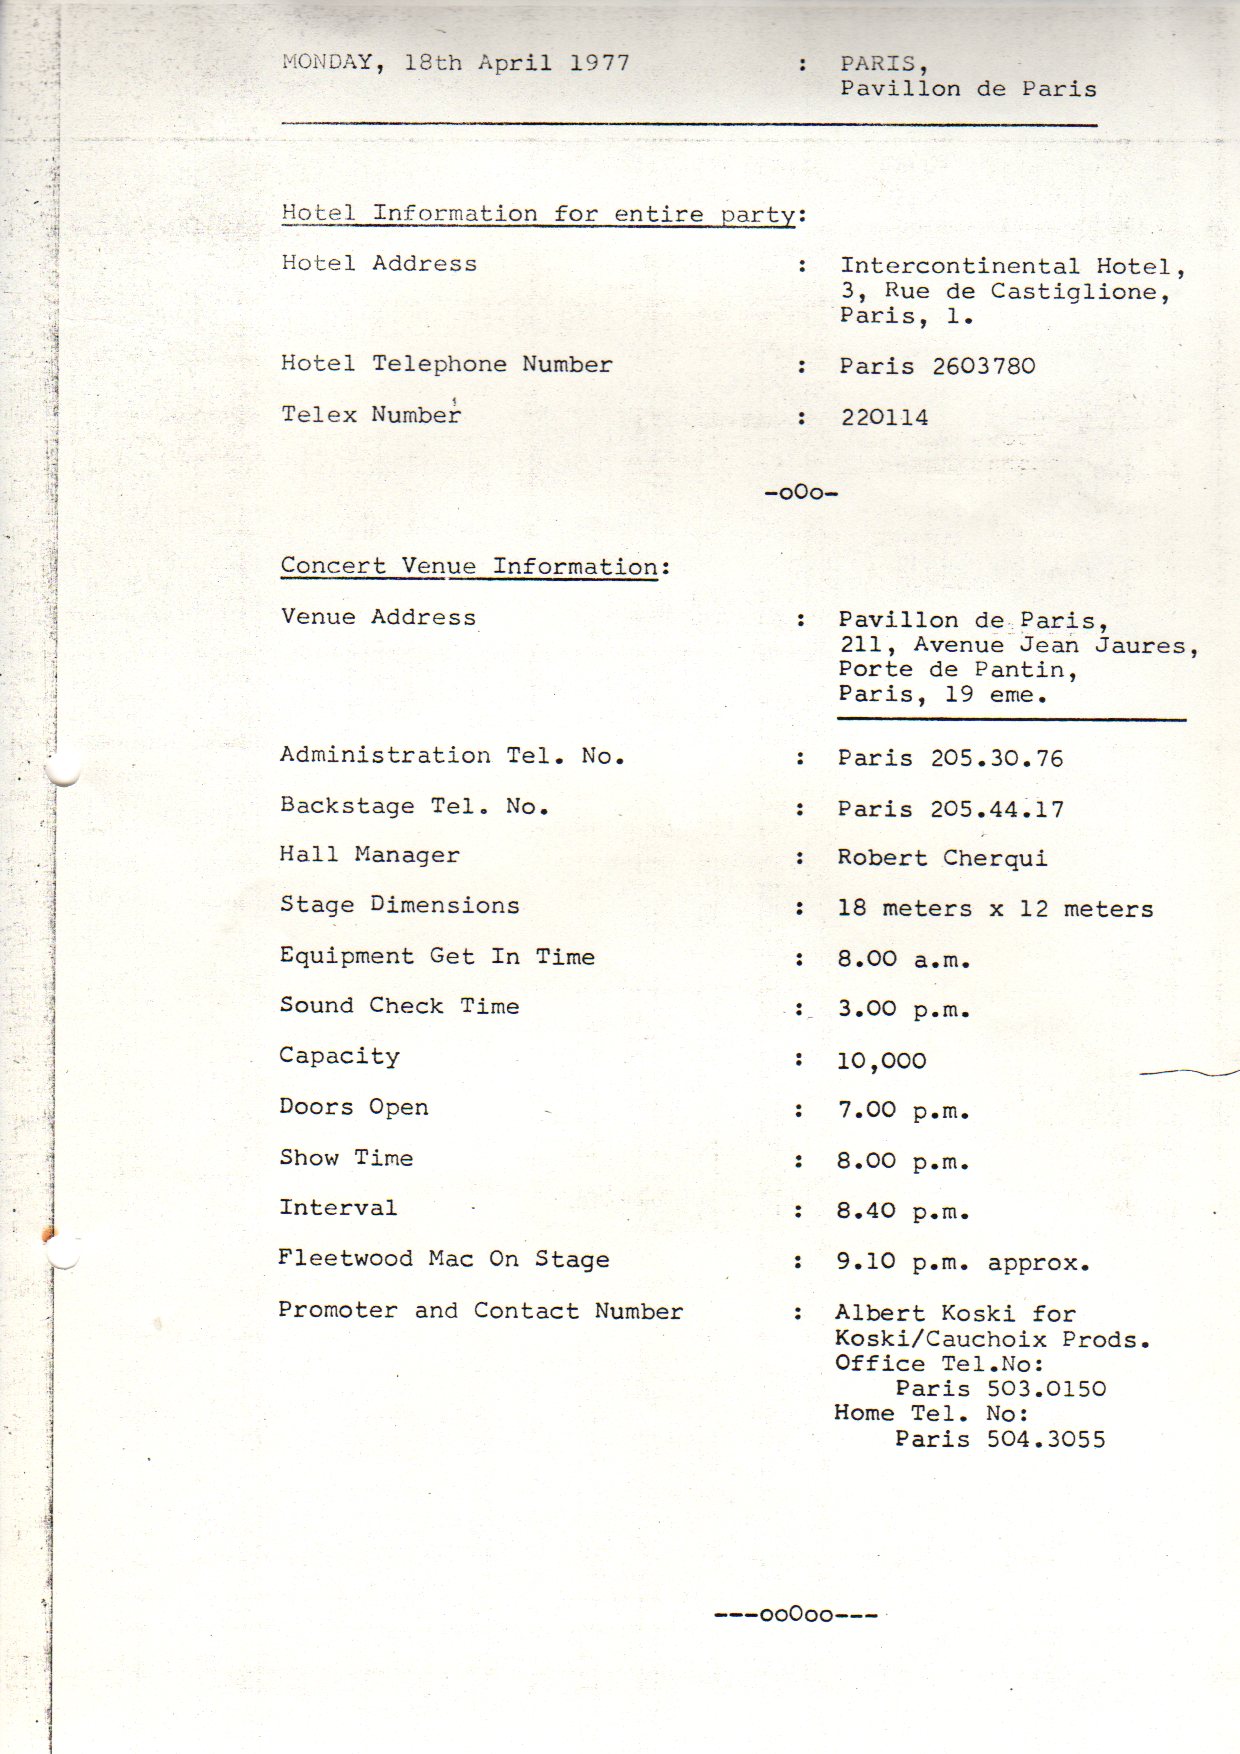 MONDAY, 18th April 1977 : PARIS,
Pavillon de Paris
Hotel Information for entire party:
Hotel Address : Intercontinental Hotel,
3, Rue de Castiglione,
Paris, 1.
Hotel Telephone Number : Paris 2603780
Telex Number : 220114
-oOo-
Concert Venue Information:
Venue Address : Pavillon de Paris,
211, Avenue Jean Jaures,
Porte de Pantin,
Paris, 19 eme.
Administration Tel. No. : Paris 205.30.76
Backstage Tel. No. : Paris 205.44.17
Hall Manager : Robert Cherqui
Stage Dimensions : 18 meters x 12 meters
Equipment Get In Time : 8.00 a.m.
Sound Check Time : 3.00 p.m.
Capacity : 10,000
Doors Open : 7.00 p.m.
Show Time : 8.00 p.m.
Interval : 8.40 p.m.
Fleetwood Mac On Stage : 9.10 p.m. approx.
Promoter and Contact Number : Albert Koski for
Koski/Cauchoix Prods.
Office Tel.No:
Paris 503.0150
Home Tel. No:
Paris 504.3055
---ooOoo---